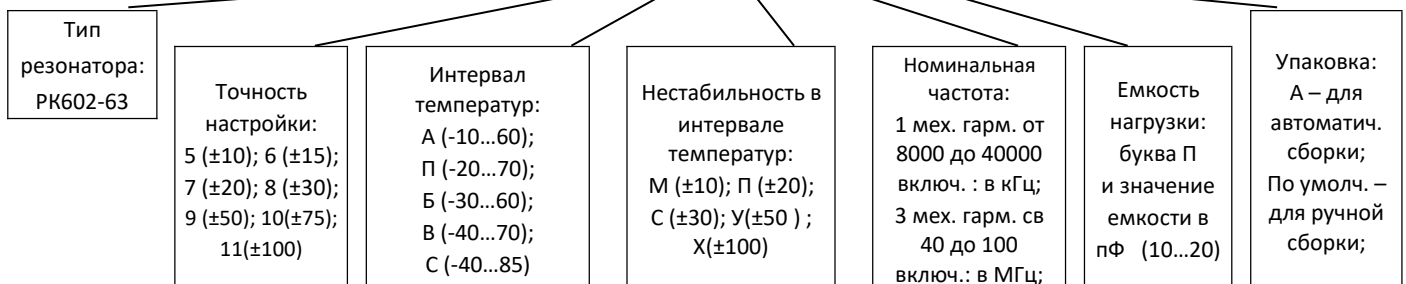 Тип
резонатора:
РК602-63
Точность
настройки:
5 (±10); 6 (±15);
7 (±20); 8 (±30);
9 (±50); 10(±75);
11(±100)
Интервал
температур:
А (-10...60);
П (-20...70);
Б (-30...60);
В (-40...70);
С (-40...85)
Нестабильность в
интервале
температур:
М (±10); П (±20);
С (±30); У(±50 ) ;
Х(±100)
Номинальная
частота:
1 мех. гарм. от
8000 до 40000
включ. : в кГц;
3 мех. гарм. св
40 до 100
включ.: в МГц;
Емкость
нагрузки:
буква П
и значение
емкости в
пФ (10...20)
Упаковка:
А – для
автоматич.
сборки;
По умолч. –
для ручной
сборки;